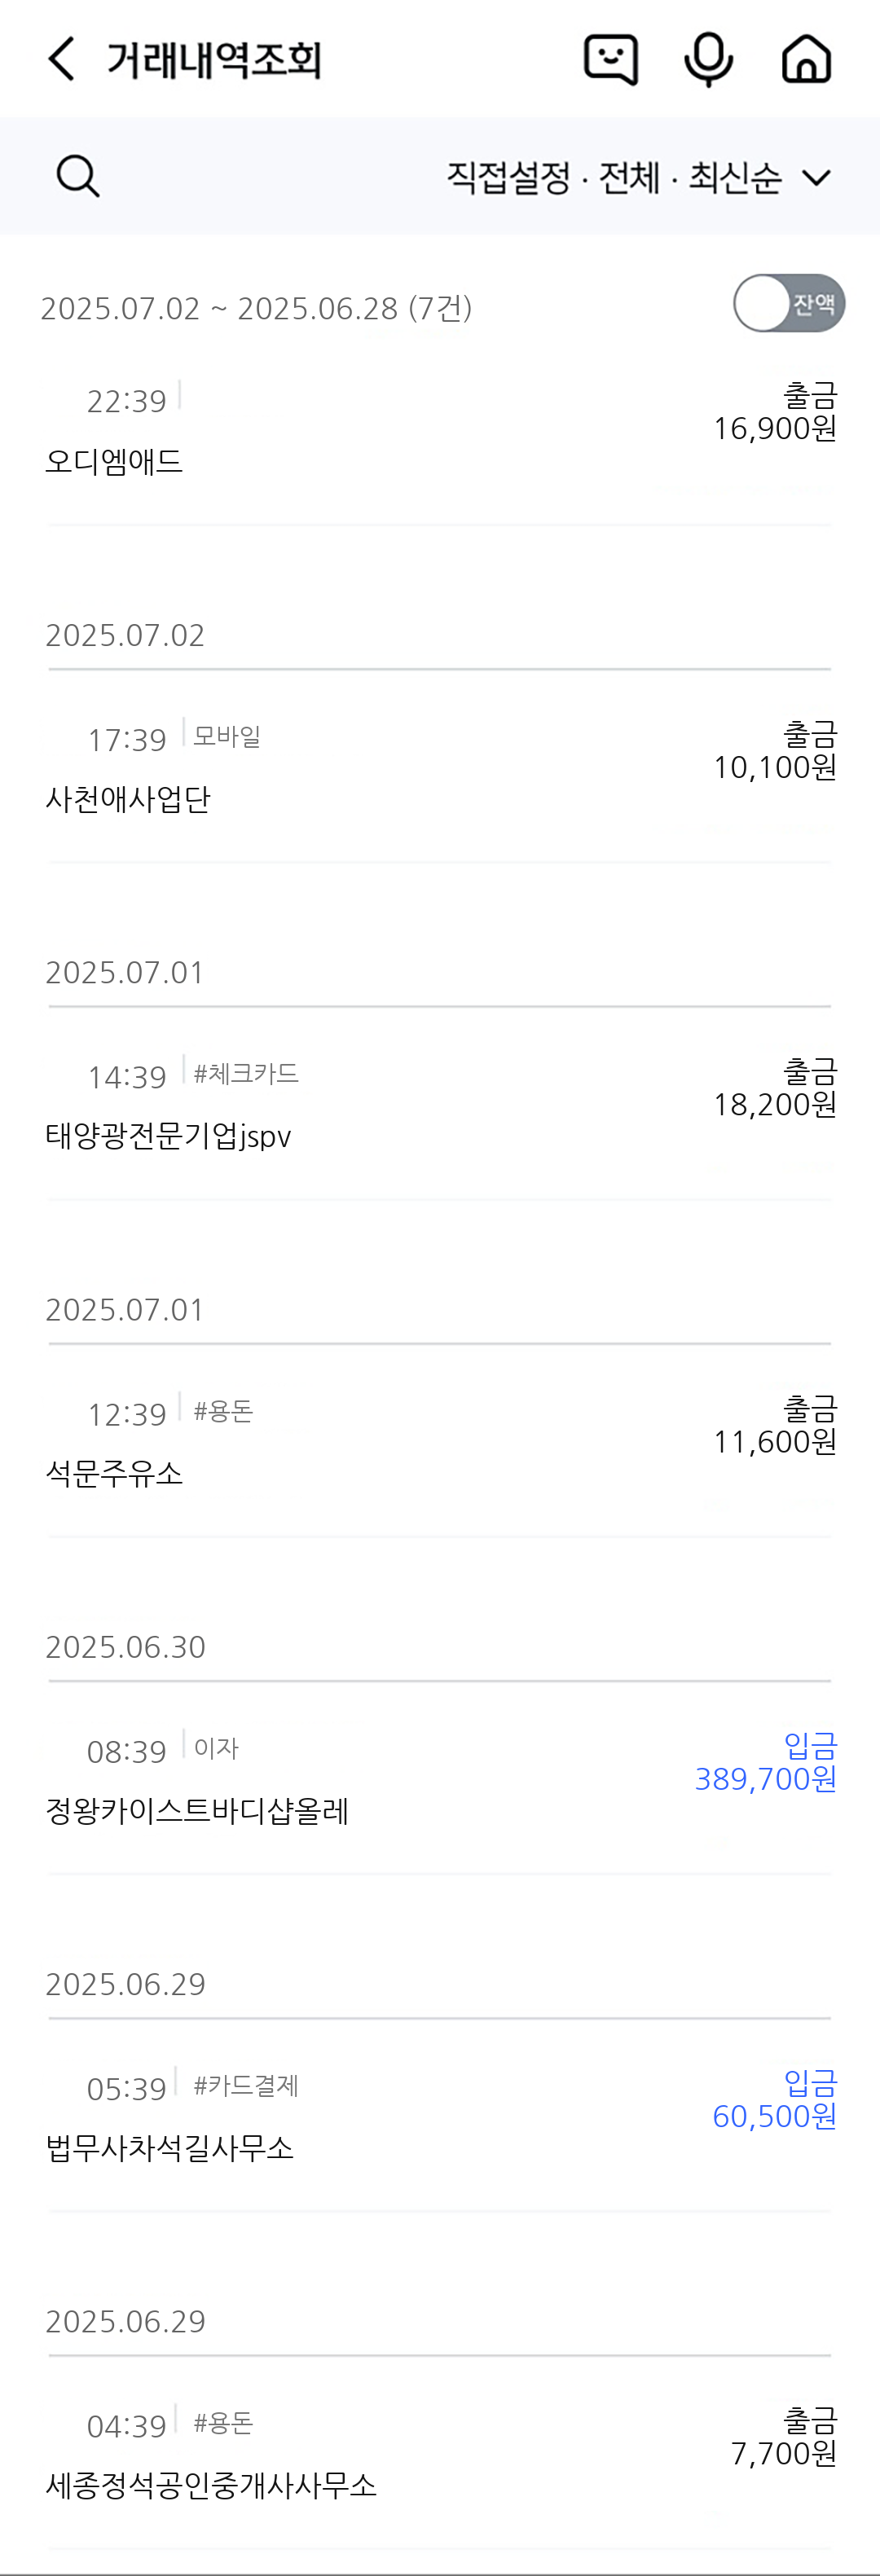 거래내역조회
직접설정 · 전체 · 최신순
2025.07.02 ~ 2025.06.28 (7건)
잔액
22:39
출금
16,900원
오디엠애드
2025.07.02
17:39 모바일
출금
10,100원
사천애사업단
2025.07.01
14:39 #체크카드
출금
18,200원
태양광전문기업jspv
2025.07.01
12:39 #용돈
출금
11,600원
석문주유소
2025.06.30
08:39 이자
입금
389,700원
정왕카이스트바디샵올레
2025.06.29
05:39 #카드결제
입금
60,500원
법무사차석길사무소
2025.06.29
04:39 #용돈
출금
7,700원
세종정석공인중개사사무소